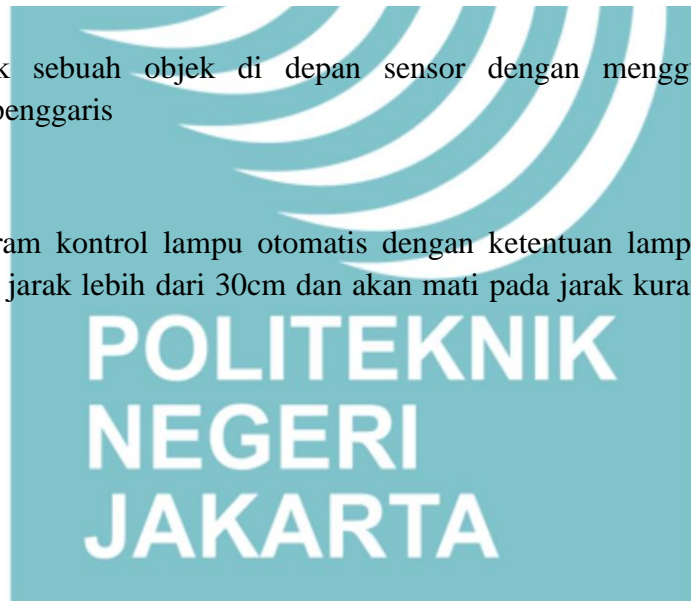 sebuah objek di depan sensor dengan
penggaris
kontrol lampu otomatis dengan ketentuan
jarak lebih dari 30cm dan akan mati pada jarak
POLITEKNIK
NEGERI
JAKARTA